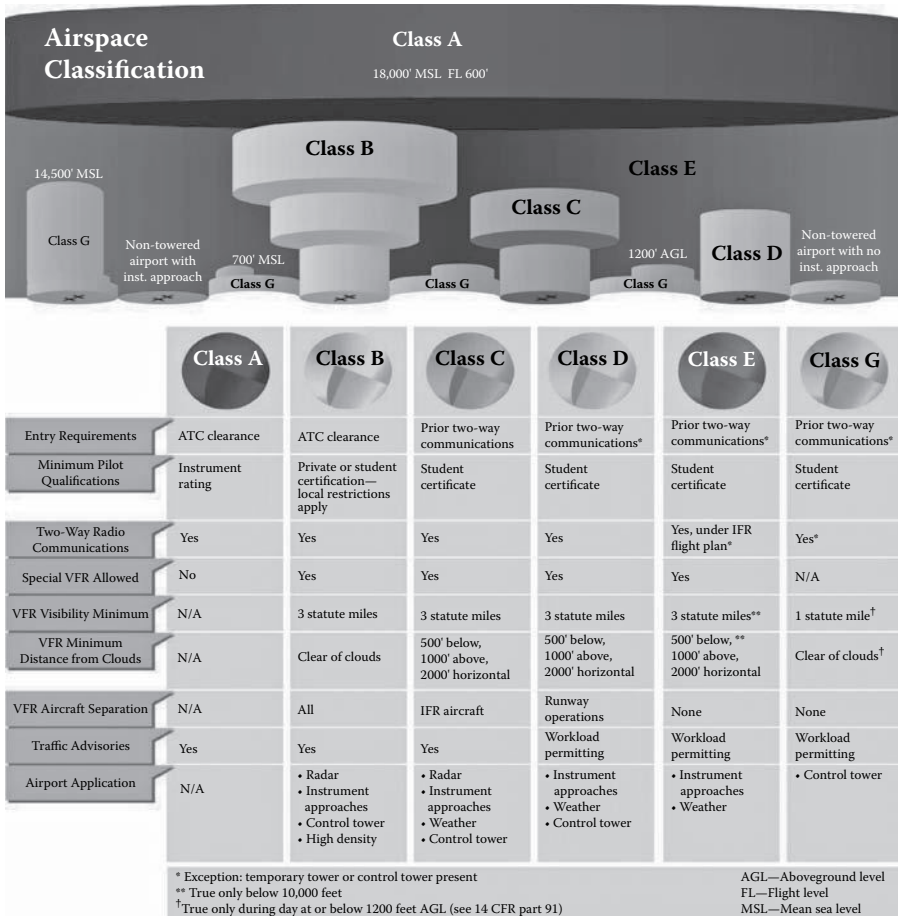 Airspace
Classification
Class A
18,000' MSL FL 600'
Class B
Class E
14,500' MSL
Class C
Class G
Non-towered
airport with
inst. approach
700' MSL
Class G
Class G
1200' AGL
Class G
Class D
Non-towered
airport with no
inst. approach
Class A
Class B
Class C
Class D
Class E
Class G
Entry Requirements
ATC clearance
ATC clearance
Prior two-way
communications
Prior two-way
communications*
Prior two-way
communications*
Prior two-way
communications*
Minimum Pilot
Qualifications
Instrument
rating
Private or student
certification—
local restrictions
apply
Student
certificate
Student
certificate
Student
certificate
Student
certificate
Two-Way Radio
Communications
Yes
Yes
Yes
Yes
Yes, under IFR
flight plan*
Yes*
Special VFR Allowed
No
Yes
Yes
Yes
Yes
N/A
VFR Visibility Minimum
N/A
3 statute miles
3 statute miles
3 statute miles
3 statute miles**
1 statute mile†
VFR Minimum
Distance from Clouds
N/A
Clear of clouds
500' below,
1000' above,
2000' horizontal
500' below,
1000' above,
2000' horizontal
500' below, **
1000' above,
2000' horizontal
Clear of clouds†
VFR Aircraft Separation
N/A
All
IFR aircraft
Runway
operations
None
None
Traffic Advisories
Yes
Yes
Yes
Workload
permitting
Workload
permitting
Workload
permitting
Airport Application
N/A
• Radar
• Instrument
approaches
• Control tower
• High density
• Radar
• Instrument
approaches
• Weather
• Control tower
• Instrument
approaches
• Weather
• Control tower
• Instrument
approaches
• Weather
• Control tower
* Exception: temporary tower or control tower present
** True only below 10,000 feet
†True only during day at or below 1200 feet AGL (see 14 CFR part 91)
AGL—Aboveground level
FL—Flight level
MSL—Mean sea level